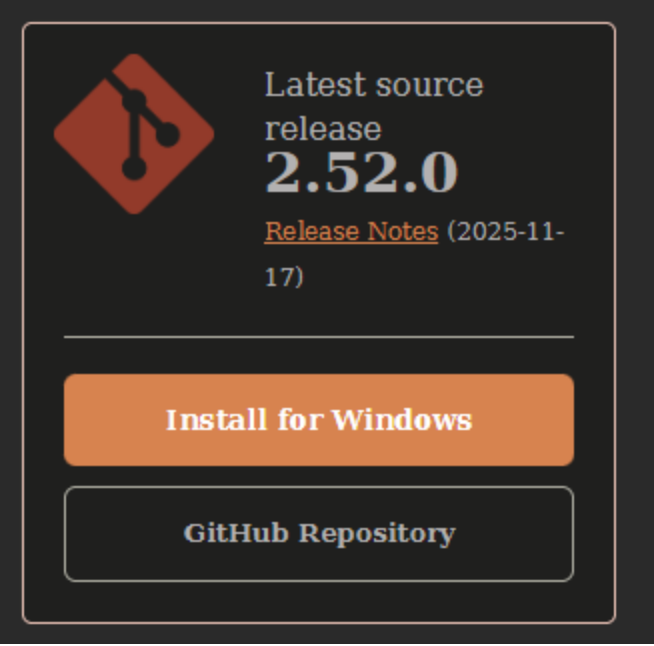 Latest source
release
2.52.0
Release Notes (2025-11-
17)
Install for Windows
GitHub Repository